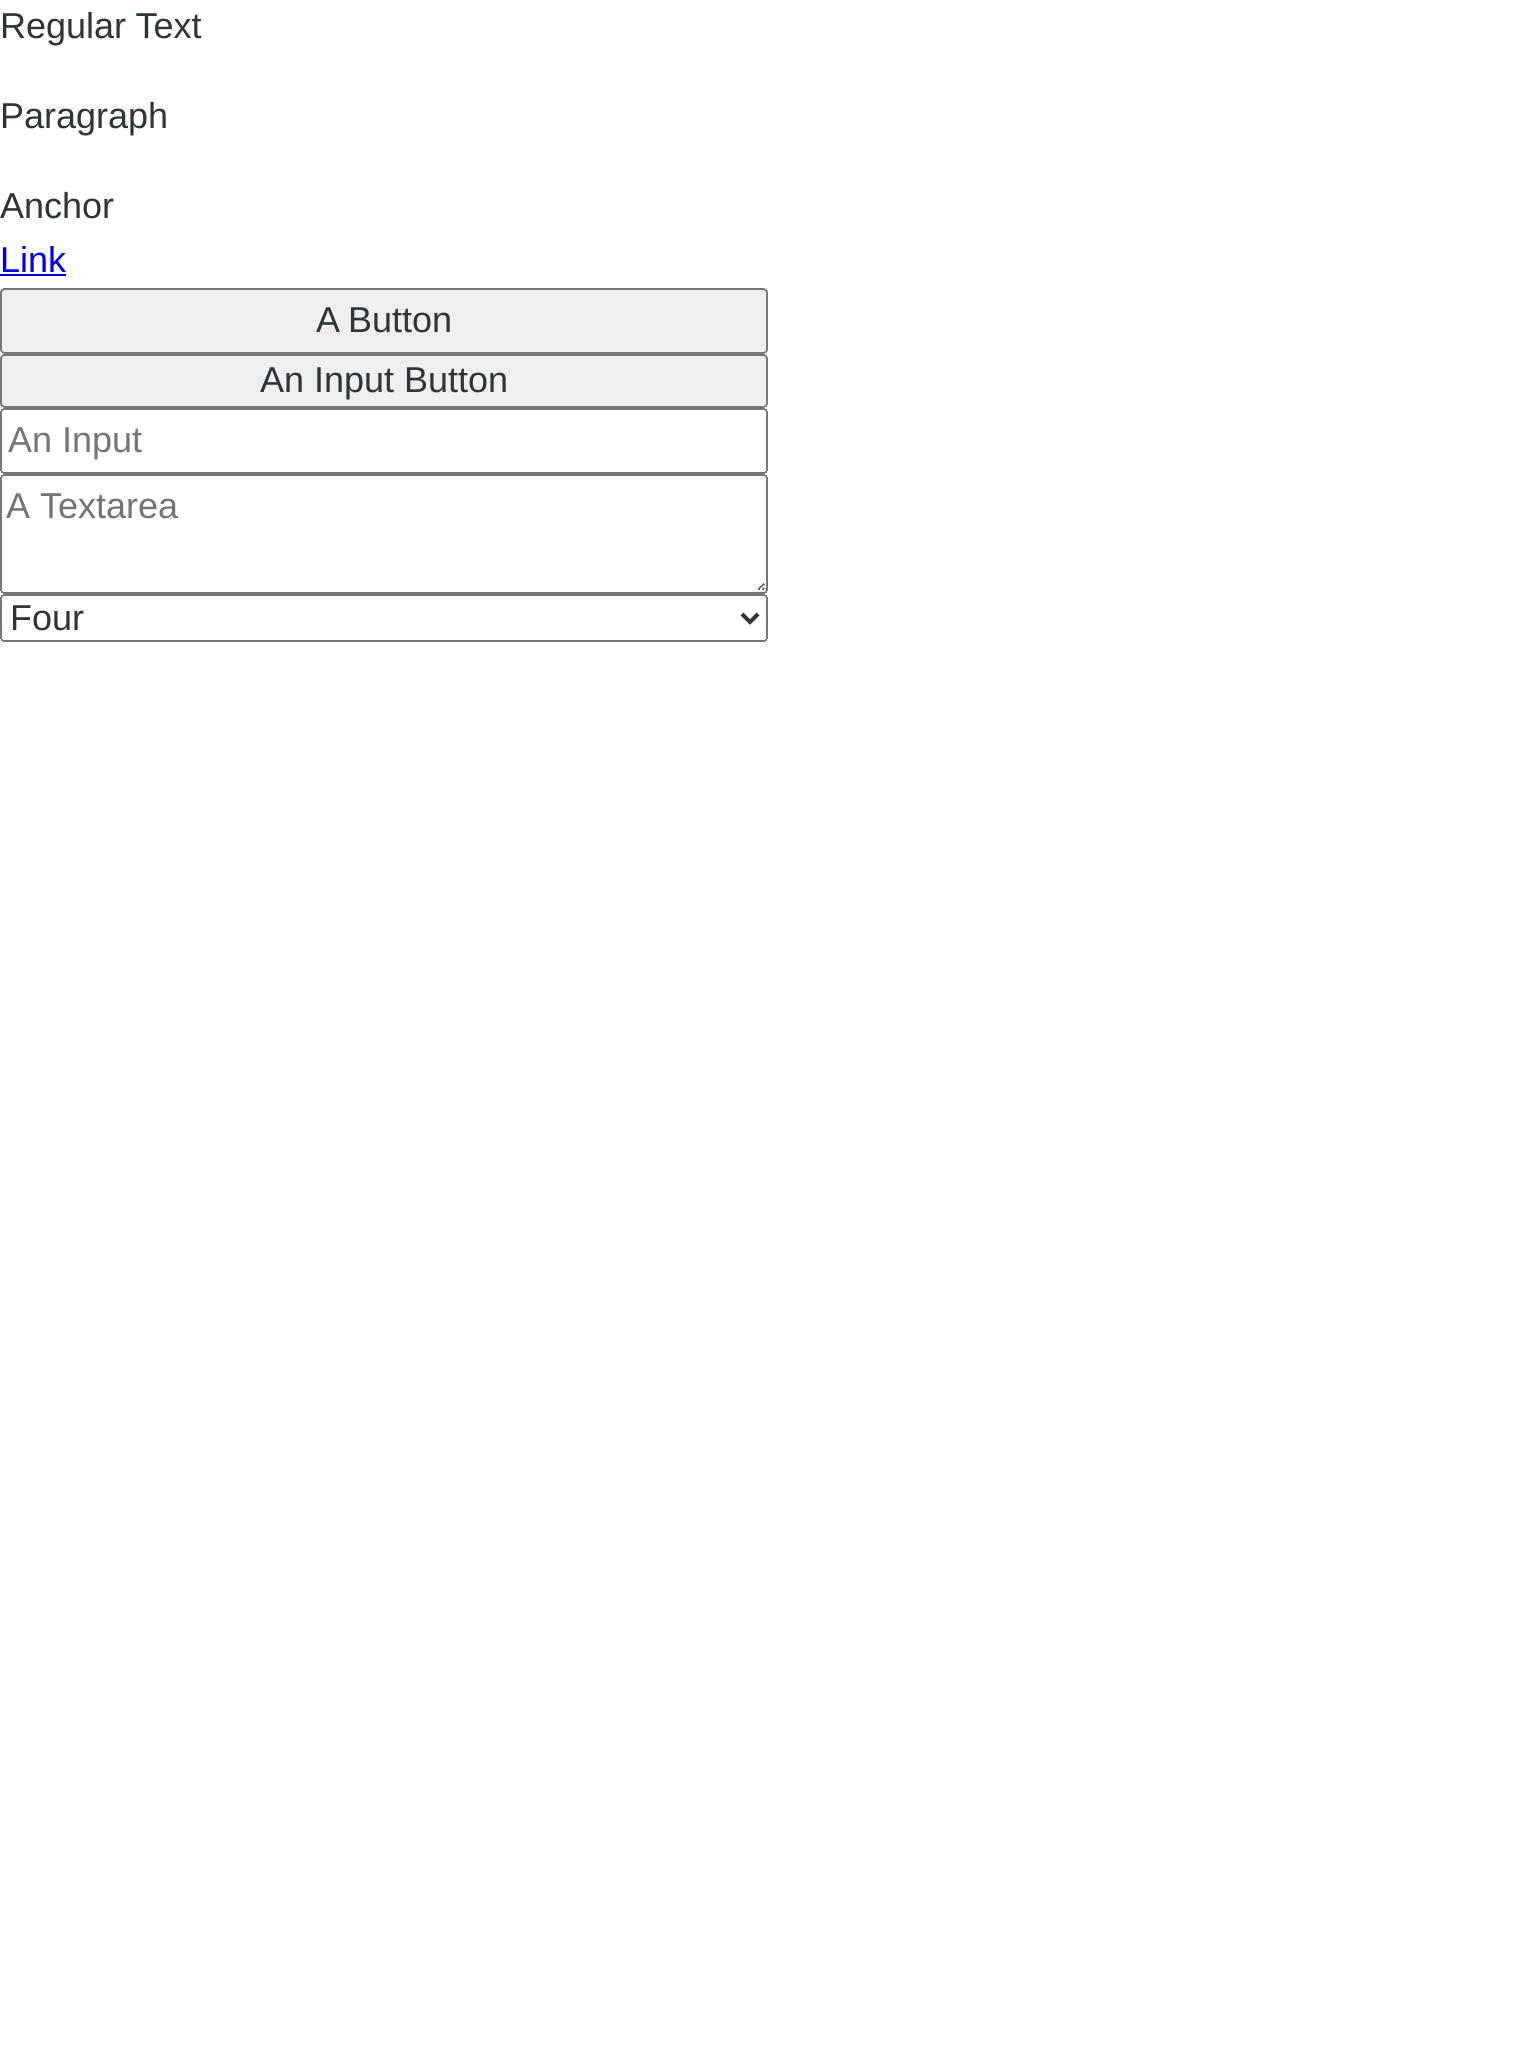 Regular Text
Paragraph
Anchor
Link
A Button
An Input Button
An Input
A Textarea
Four